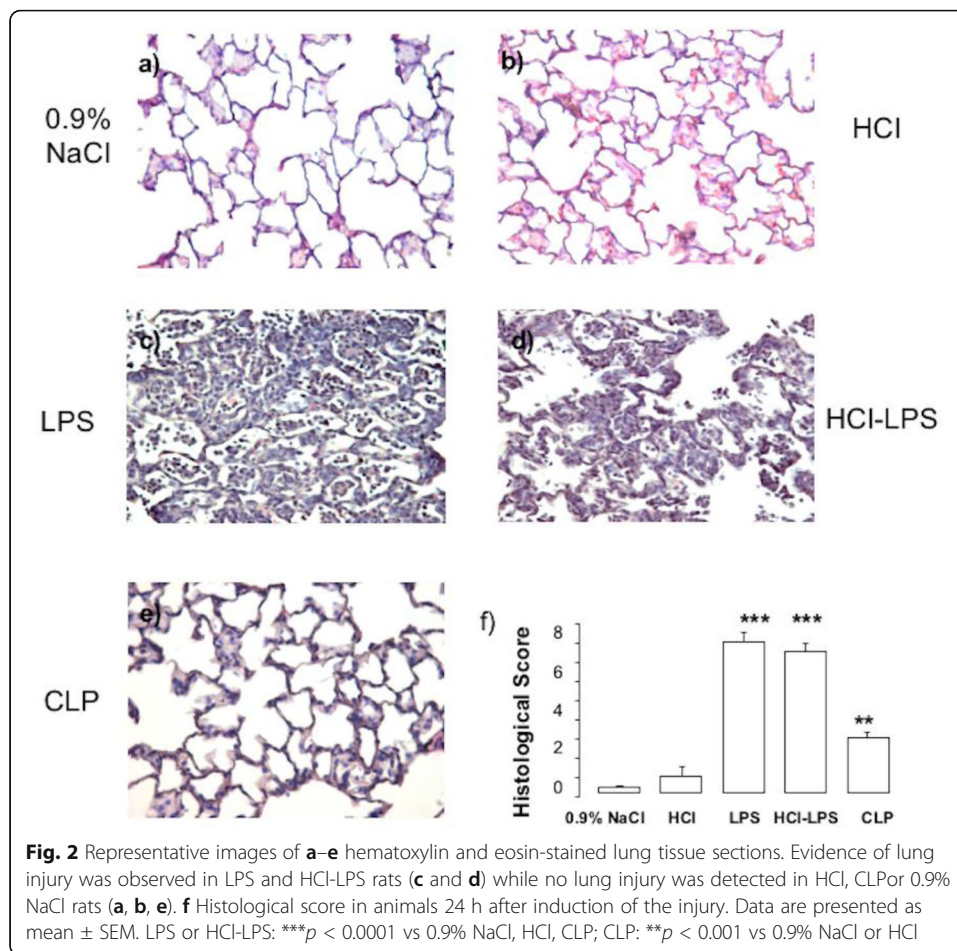 a)
0.9%
NaCl
b)
HCl
c)
LPS
d)
HCl-LPS
e)
CLP
f)
Histological Score
8
6
4
2
0
***
***
**
0.9% NaCl HCl LPS HCl-LPS CLP
Fig. 2 Representative images of a–e hematoxylin and eosin-stained lung tissue sections. Evidence of lung
injury was observed in LPS and HCl-LPS rats (c and d) while no lung injury was detected in HCl, CLPor 0.9%
NaCl rats (a, b, e). f Histological score in animals 24 h after induction of the injury. Data are presented as
mean ± SEM. LPS or HCl-LPS: ***p < 0.0001 vs 0.9% NaCl, HCl, CLP; CLP: **p < 0.001 vs 0.9% NaCl or HCl